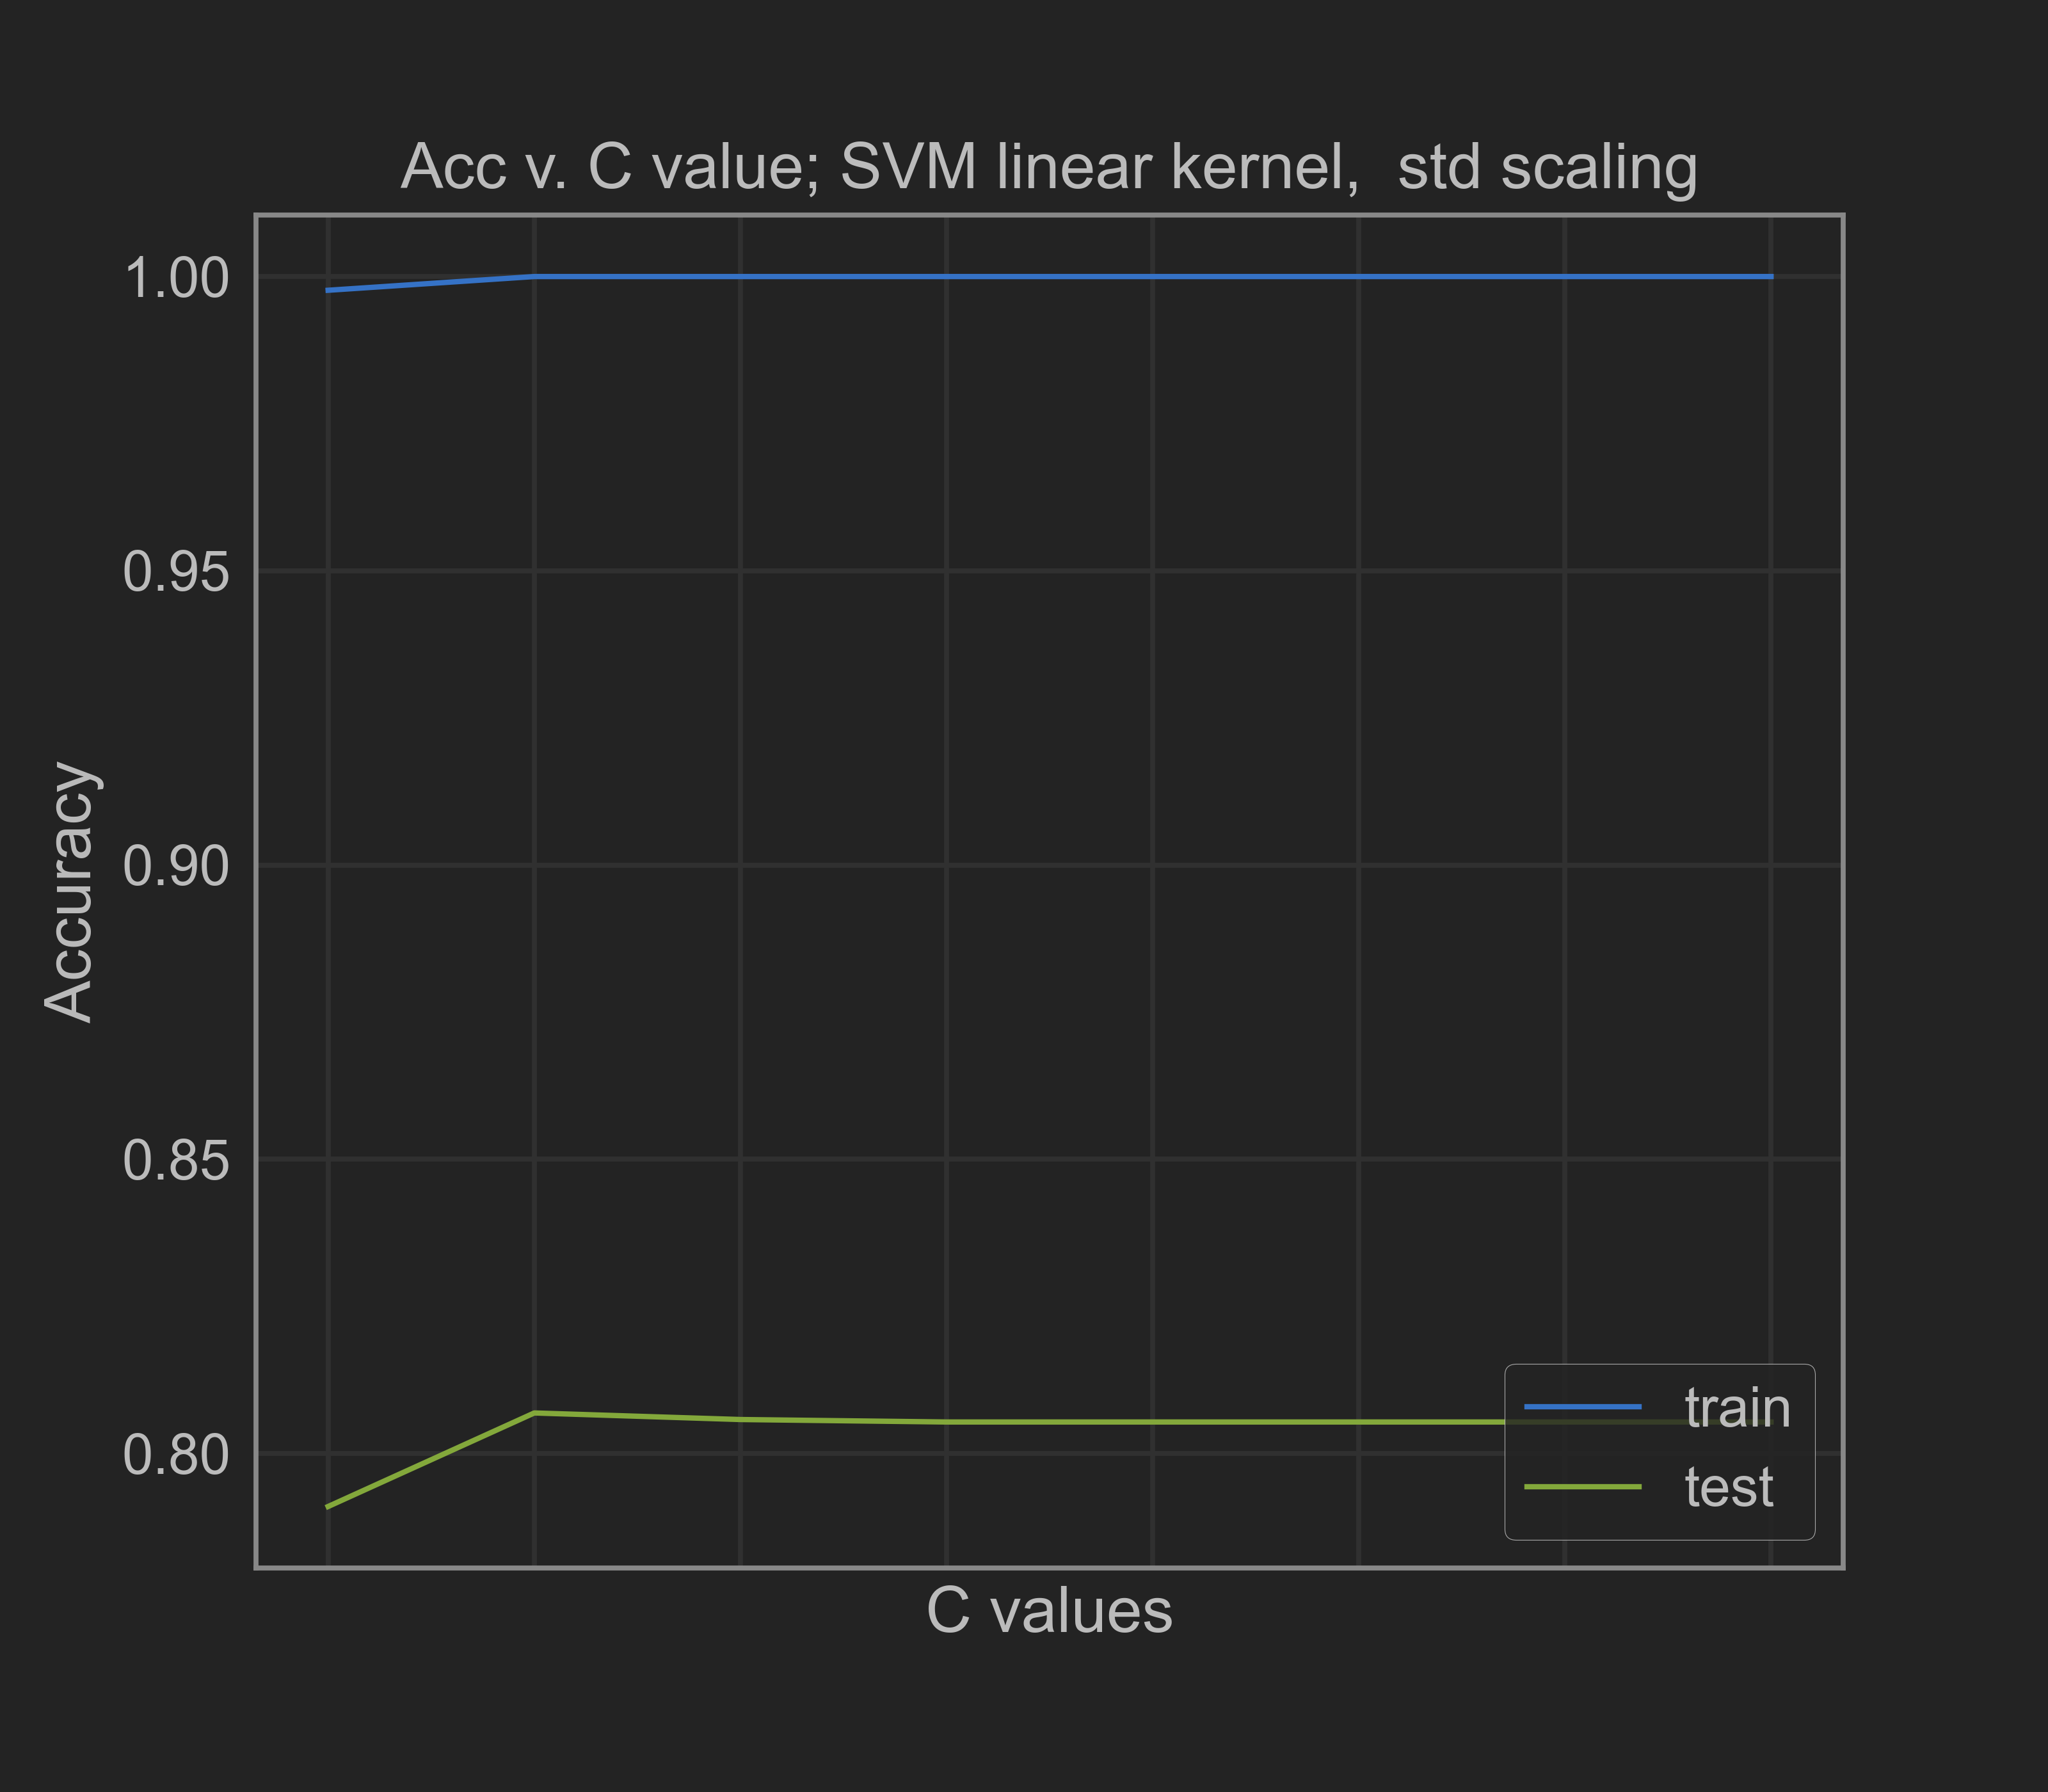 Acc v. C value; SVM linear kernel,  std scaling
1.00
0.95
0.90
0.85
0.80
Accuracy
train
test
C values